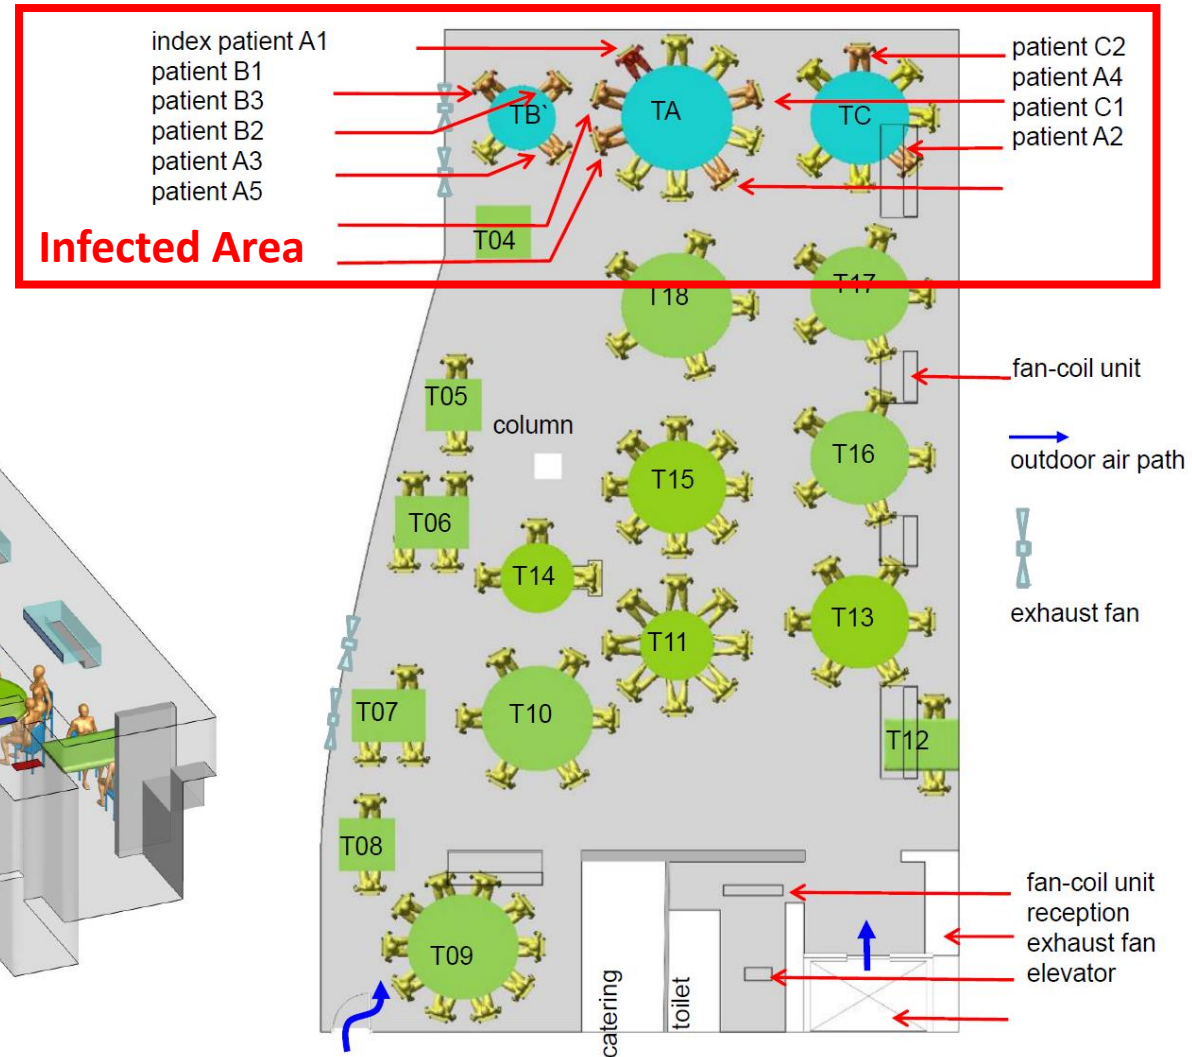 index patient A1
patient B1
patient B3
patient B2
patient A3
patient A5
Infected Area
patient C2
patient A4
patient C1
patient A2
TB`
TA
TC
T04
T18
T17
fan-coil unit
T05
column
T16
T15
outdoor air path
T06
T14
exhaust fan
T13
T11
T07
T10
T12
T08
fan-coil unit
reception
exhaust fan
elevator
T09
catering
toilet